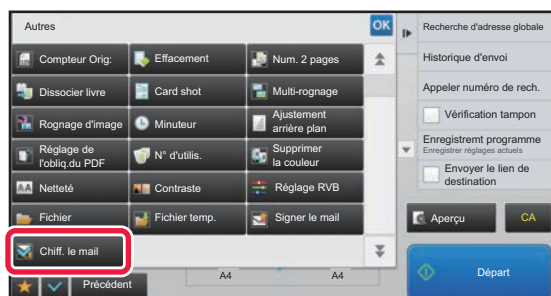 Autres
OK
Compteur Orig:
Effacement
Num. 2 pages
Dissocier livre
Card shot
Multi-rognage
Rognage d'image
Minuteur
Ajustement
arrière plan
Réglage de
l'obliq.du PDF
N° d'utilis.
Supprimer
la couleur
Netteté
Contraste
Réglage RVB
Fichier
Fichier temp.
Signer le mail
Chiff. le mail
Précédent
A4
A4
Recherche d'adresse globale
Historique d'envoi
Appeler numéro de rech.
Vérification tampon
Enregistremt programme
Enregistrer réglages actuels
Envoyer le lien de
destination
Aperçu
CA
Départ